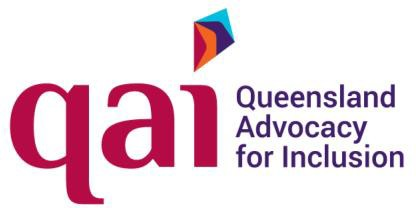 qai
Queensland
Advocacy
for Inclusion